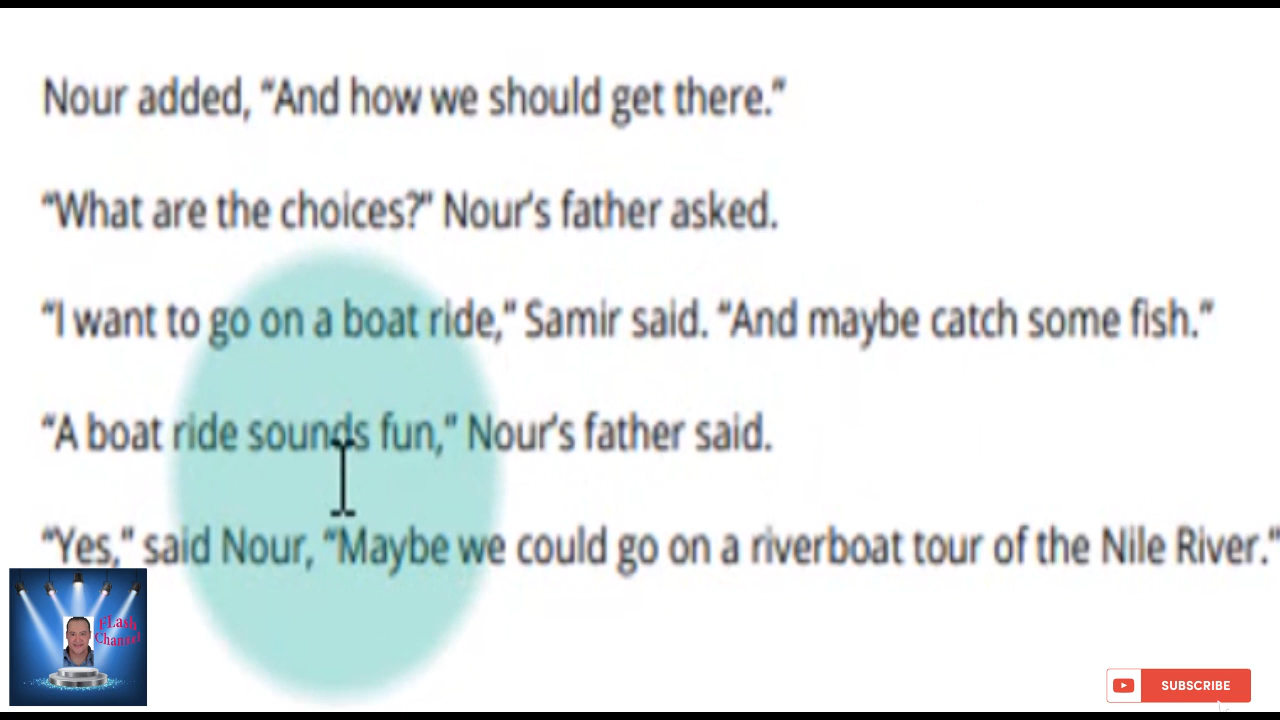 Nour added, “And how we should get there.”
“What are the choices?” Nour’s father asked.
“I want to go on a boat ride,” Samir said. “And maybe catch some fish.”
“A boat ride sounds fun,” Nour’s father said.
“Yes,” said Nour, “Maybe we could go on a riverboat tour of the Nile River.”
FLash
Channel
SUBSCRIBE